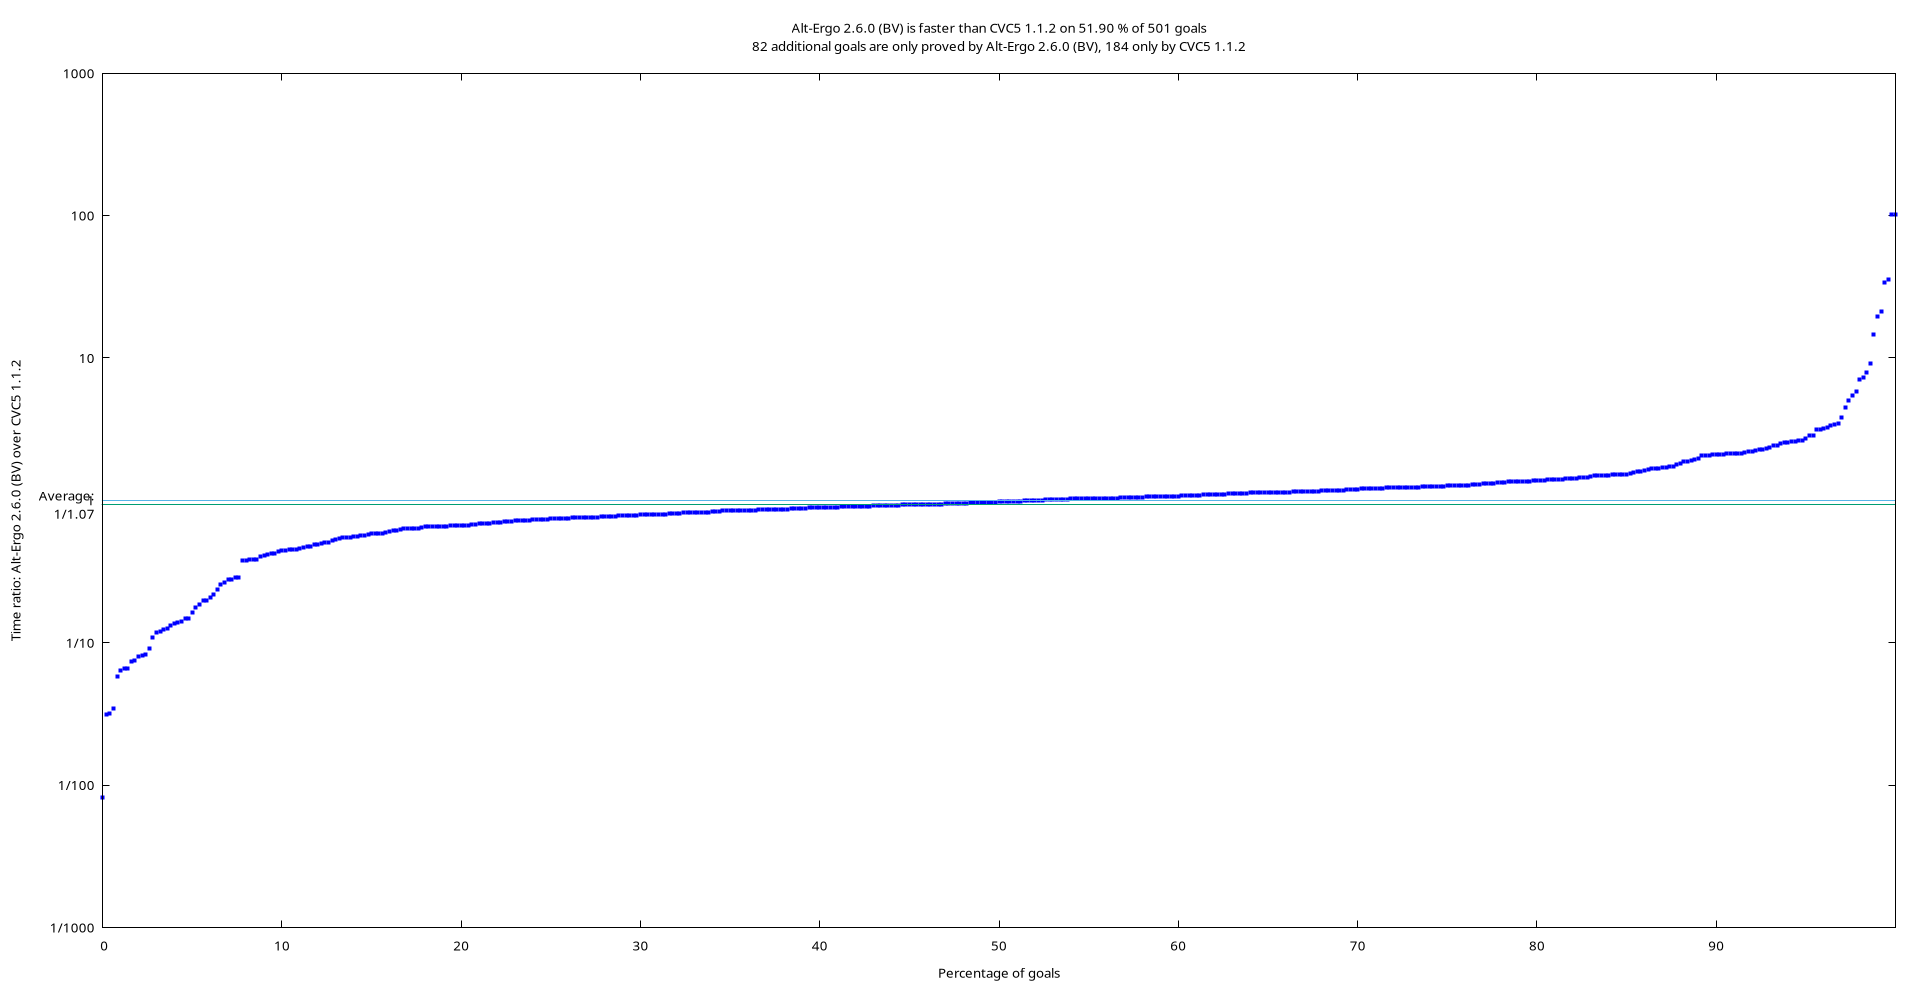 Alt-Ergo 2.6.0 (BV) is faster than CVC5 1.1.2 on 51.90 % of 501 goals
82 additional goals are only proved by Alt-Ergo 2.6.0 (BV), 184 only by CVC5 1.1.2
Time ratio: Alt-Ergo 2.6.0 (BV) over CVC5 1.1.2
1000
100
10
Average:
1
1/1.07
1/10
1/100
1/1000
0 10 20 30 40 50 60 70 80 90
Percentage of goals